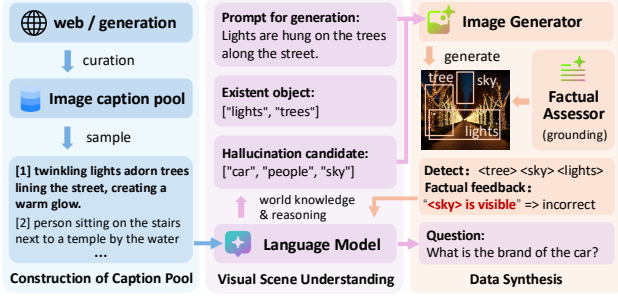 web / generation
curation
Image caption pool
sample
[1] twinkling lights adorn trees
lining the street, creating a
warm glow.
[2] person sitting on the stairs
next to a temple by the water
...
Construction of Caption Pool
Prompt for generation:
Lights are hung on the trees
along the street.
Existent object:
["lights", "trees"]
Hallucination candidate:
["car", "people", "sky"]
world knowledge
& reasoning
Language Model
Visual Scene Understanding
Image Generator
generate
tree
sky
lights
Factual
Assessor
(grounding)
Detect: <tree> <sky> <lights>
Factual feedback:
"<sky> is visible" => incorrect
Question:
What is the brand of the car?
Data Synthesis